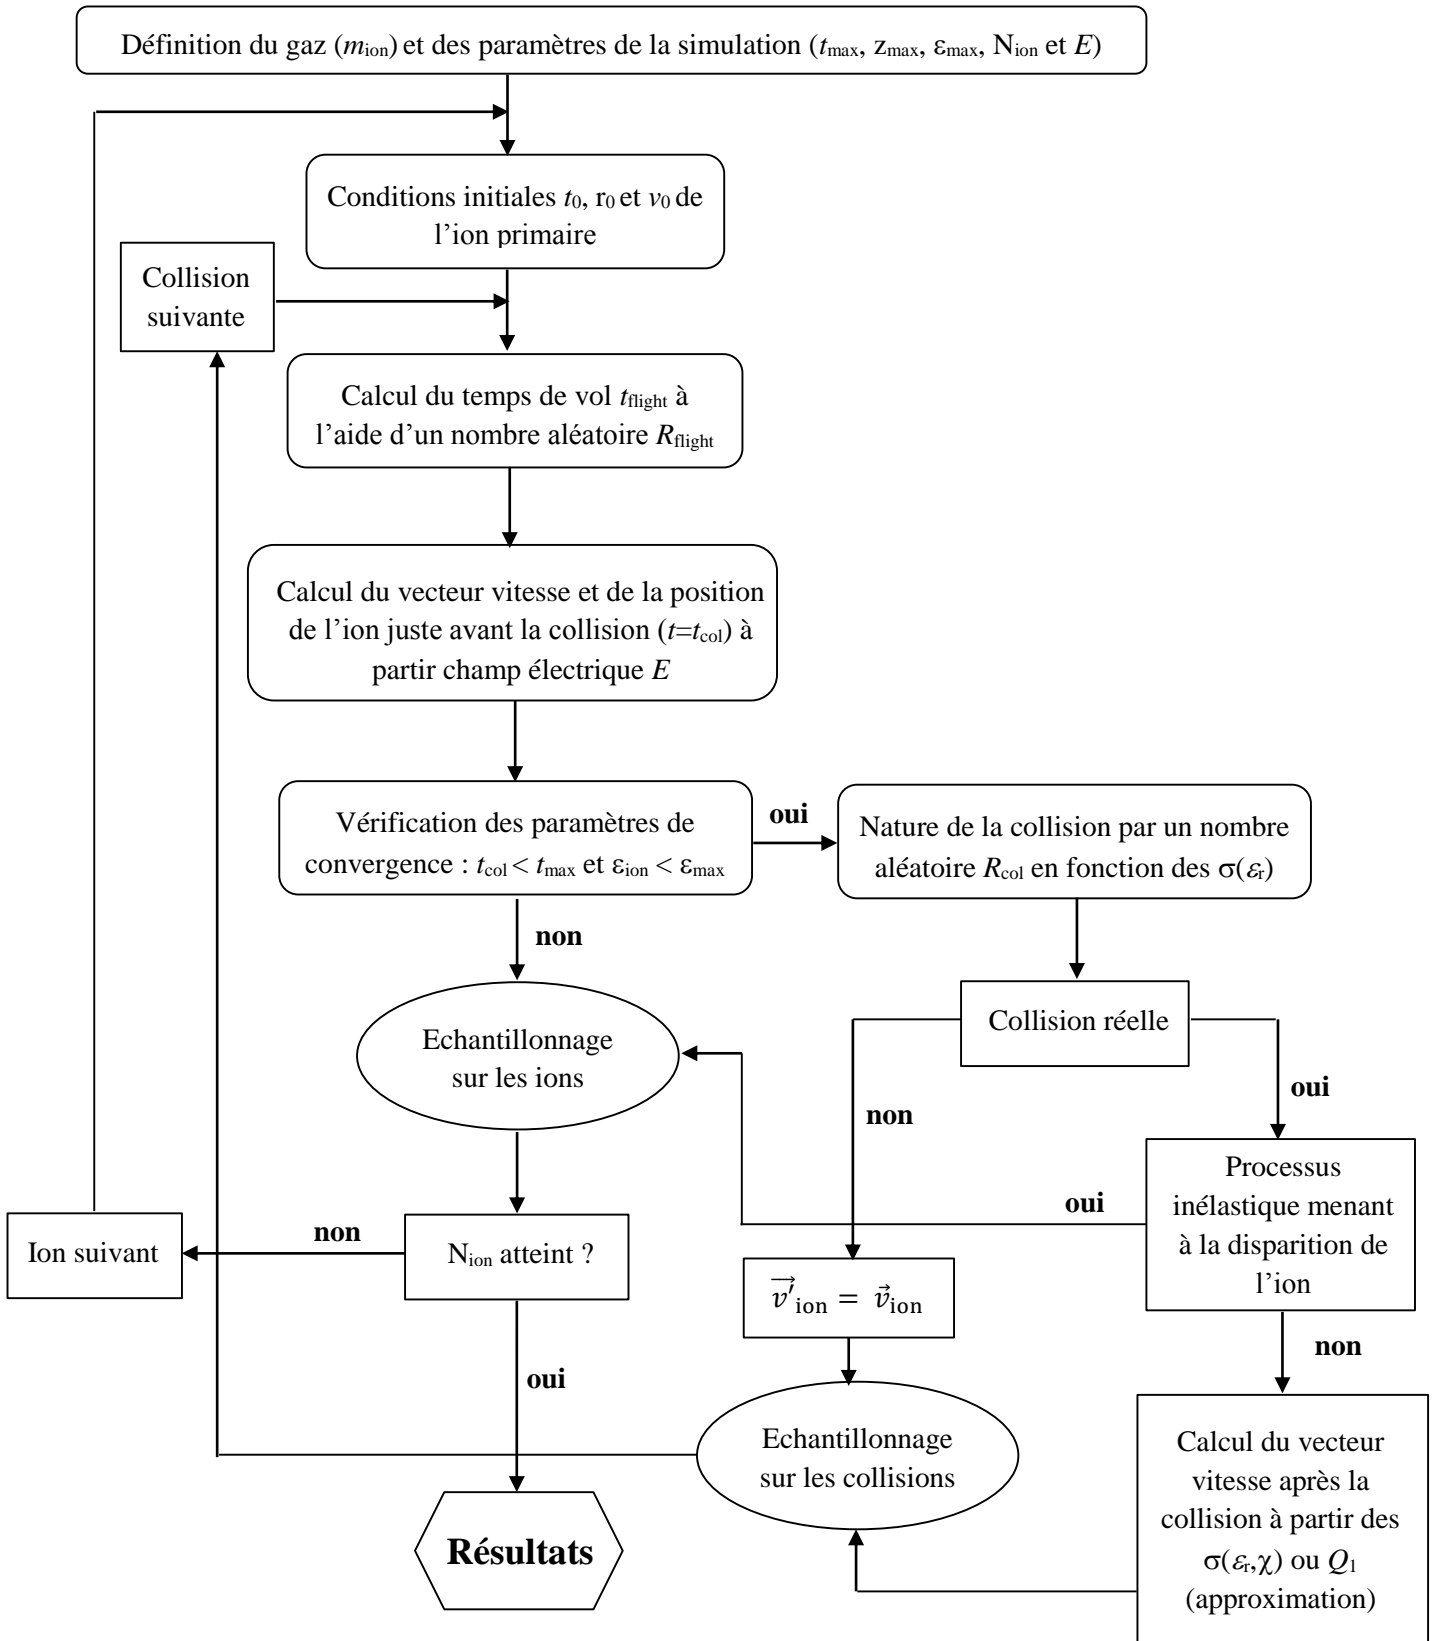 Définition du gaz (mion) et des paramètres de la simulation (tmax, zmax, εmax, Nion et E)
Conditions initiales t0, r0 et v0 de
l’ion primaire
Collision
suivante
Calcul du temps de vol tflight à
l’aide d’un nombre aléatoire Rflight
Calcul du vecteur vitesse et de la position
de l’ion juste avant la collision (t=tcol) à
partir champ électrique E
Vérification des paramètres de
convergence : tcol < tmax et εion < εmax
oui
Nature de la collision par un nombre
aléatoire Rcol en fonction des σ(εr)
non
Echantillonnage
sur les ions
Collision réelle
non
oui
Processus
inélastique menant
à la disparition de
l’ion
oui
Ion suivant
non
Nion atteint ?
v⃗'ion = v⃗ion
non
oui
Echantillonnage
sur les collisions
Calcul du vecteur
vitesse après la
collision à partir des
σ(εr,χ) ou Q1
(approximation)
Résultats